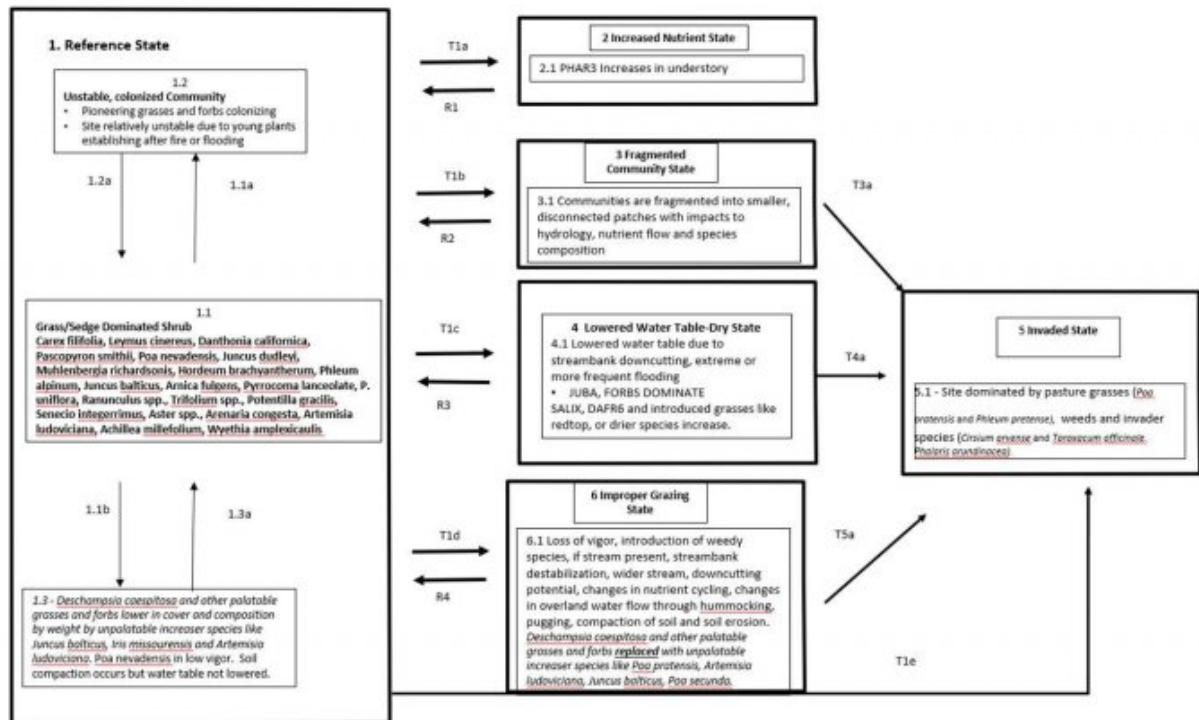 1. Reference State
1.2
Unstable, colonized Community
• Pioneering grasses and forbs colonizing
• Site relatively unstable due to young plants
establishing after fire or flooding
1.2a
1.1a
1.1
Grass/Sedge Dominated Shrub
Carex filifolia, Leymus cinereus, Danthonia californica,
Pascopyron smithii, Poa nevadensis, Juncus dudleyi,
Muhlenbergia richardsonis, Hordeum brachyantherum, Phleum
alpinum, Juncus balticus, Arnica fulgens, Pyrrocoma lanceolate, P.
uniflora, Ranunculus spp., Trifolium spp., Potentilla gracilis,
Senecio integerrimus, Aster spp., Arenaria congesta, Artemisia
ludoviciana, Achillea millefolium, Wyethia amplexicaulis
1.1b
1.3a
1.3 - Deschampsia caespitosa and other palatable
grasses and forbs lower in cover and composition
by weight by unpalatable increaser species like
Juncus balticus, Iris missourensis and Artemisia
ludoviciana. Poa nevadensis in low vigor. Soil
compaction occurs but water table not lowered.
T1a
R1
2 Increased Nutrient State
2.1 PHAR3 Increases in understory
T1b
R2
3 Fragmented
Community State
3.1 Communities are fragmented into smaller,
disconnected patches with impacts to
hydrology, nutrient flow and species
composition
T3a
T1c
R3
4 Lowered Water Table-Dry State
4.1 Lowered water table due to
streambank downcutting, extreme or
more frequent flooding
• JUBA, FORBS DOMINATE
SALIX, DAFR6 and introduced grasses like
redtop, or drier species increase.
T4a
5 Invaded State
5.1 - Site dominated by pasture grasses (Poa
pratensis and Phleum pretense), weeds and invader
species (Cirsium arvense and Taraxacum officinale,
Phalaris arundinacea)
T1d
R4
6 Improper Grazing
State
6.1 Loss of vigor, introduction of weedy
species, if stream present, streambank
destabilization, wider stream, downcutting
potential, changes in nutrient cycling, changes
in overland water flow through hummocking,
pugging, compaction of soil and soil erosion.
Deschampsia caespitosa and other palatable
grasses and forbs replaced with unpalatable
increaser species like Poa pratensis, Artemisia
ludoviciana, Juncus balticus, Poa secunda.
T5a
T1e